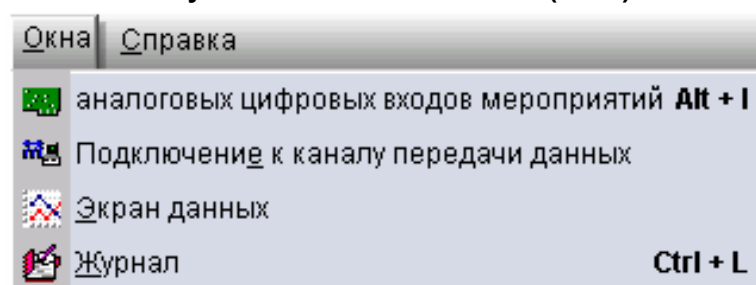 Окна Справка
аналоговых цифровых входов мероприятий Alt + I
Подключение к каналу передачи данных
Экран данных
Журнал Ctrl + L